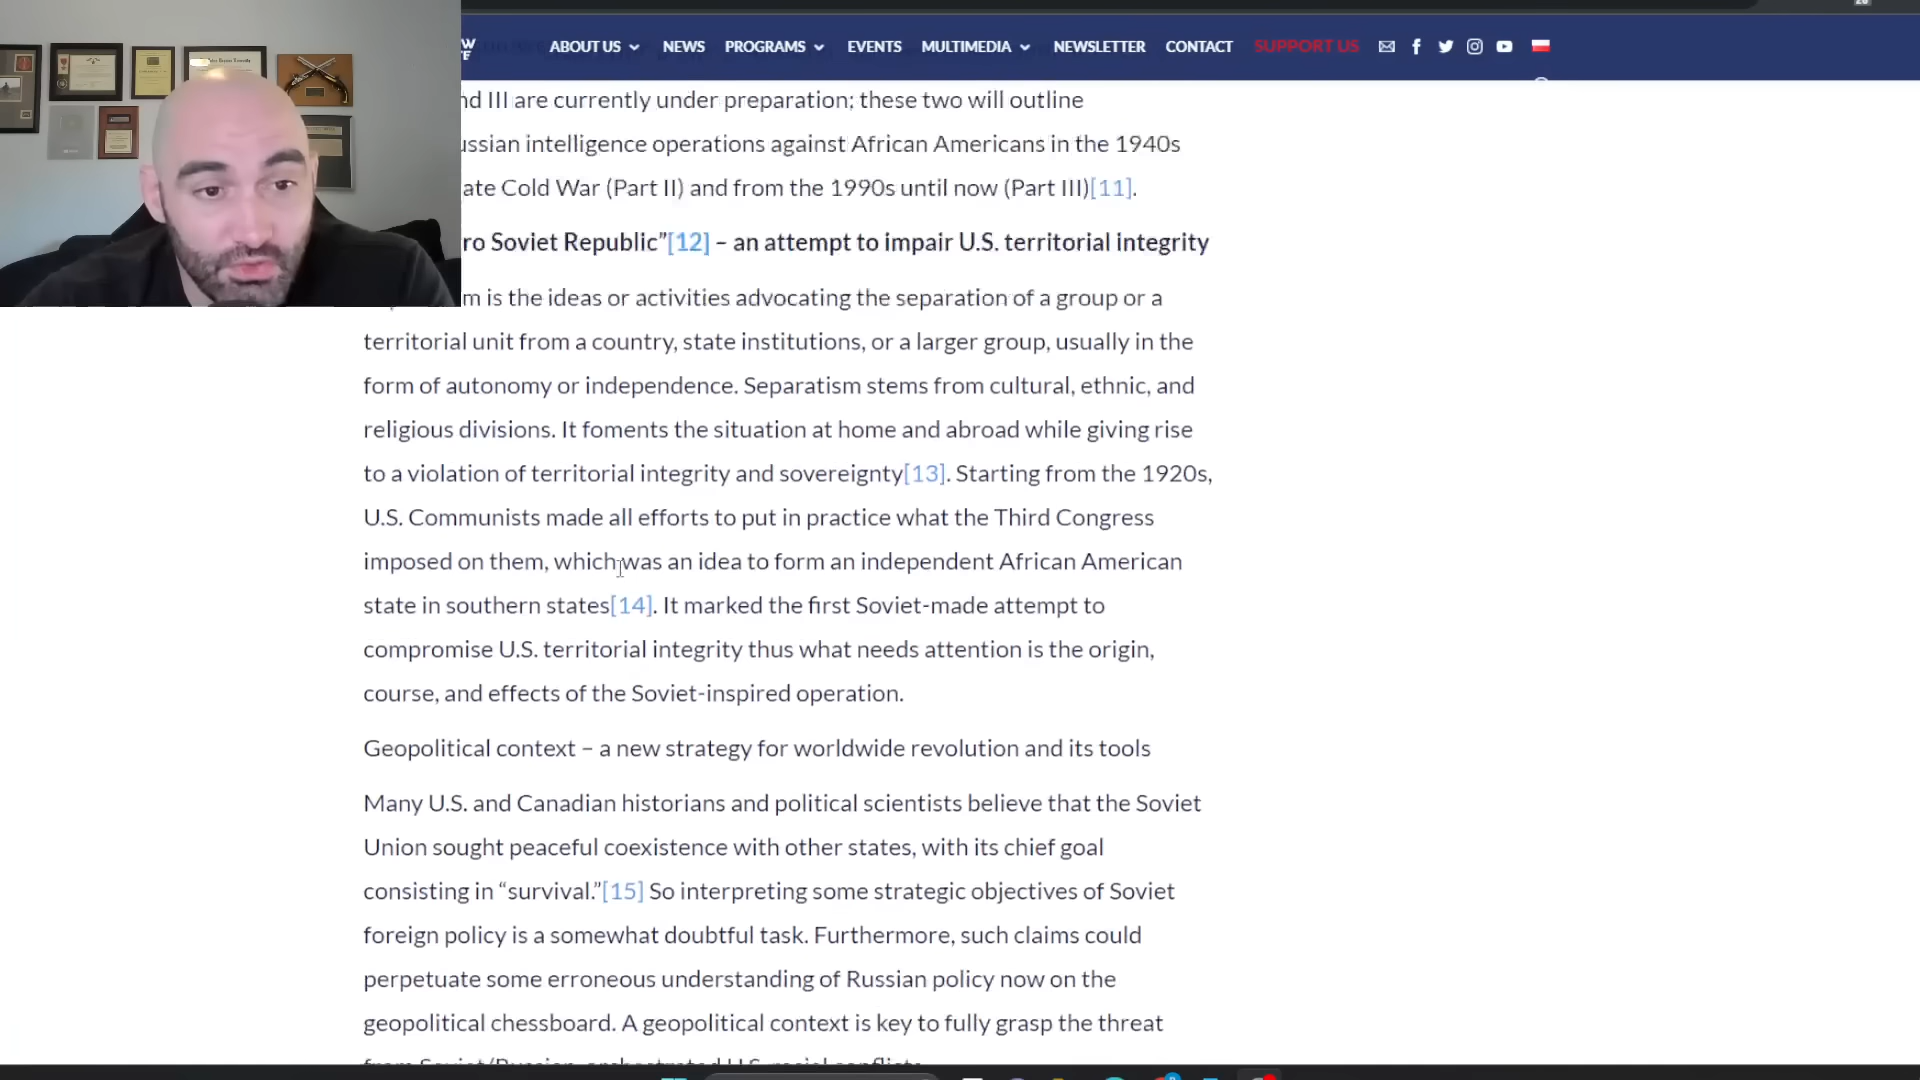 ABOUT US NEWS PROGRAMS EVENTS MULTIMEDIA NEWSLETTER CONTACT SUPPORT US
nd III are currently under preparation; these two will outline
ussian intelligence operations against African Americans in the 1940s
ate Cold War (Part II) and from the 1990s until now (Part III)[11].
ro Soviet Republic”[12] – an attempt to impair U.S. territorial integrity
m is the ideas or activities advocating the separation of a group or a
territorial unit from a country, state institutions, or a larger group, usually in the
form of autonomy or independence. Separatism stems from cultural, ethnic, and
religious divisions. It foments the situation at home and abroad while giving rise
to a violation of territorial integrity and sovereignty[13]. Starting from the 1920s,
U.S. Communists made all efforts to put in practice what the Third Congress
imposed on them, which was an idea to form an independent African American
state in southern states[14]. It marked the first Soviet-made attempt to
compromise U.S. territorial integrity thus what needs attention is the origin,
course, and effects of the Soviet-inspired operation.
Geopolitical context – a new strategy for worldwide revolution and its tools
Many U.S. and Canadian historians and political scientists believe that the Soviet
Union sought peaceful coexistence with other states, with its chief goal
consisting in “survival.”[15] So interpreting some strategic objectives of Soviet
foreign policy is a somewhat doubtful task. Furthermore, such claims could
perpetuate some erroneous understanding of Russian policy now on the
geopolitical chessboard. A geopolitical context is key to fully grasp the threat
from Soviet/Russian-orchestrated U.S. racial conflicts.